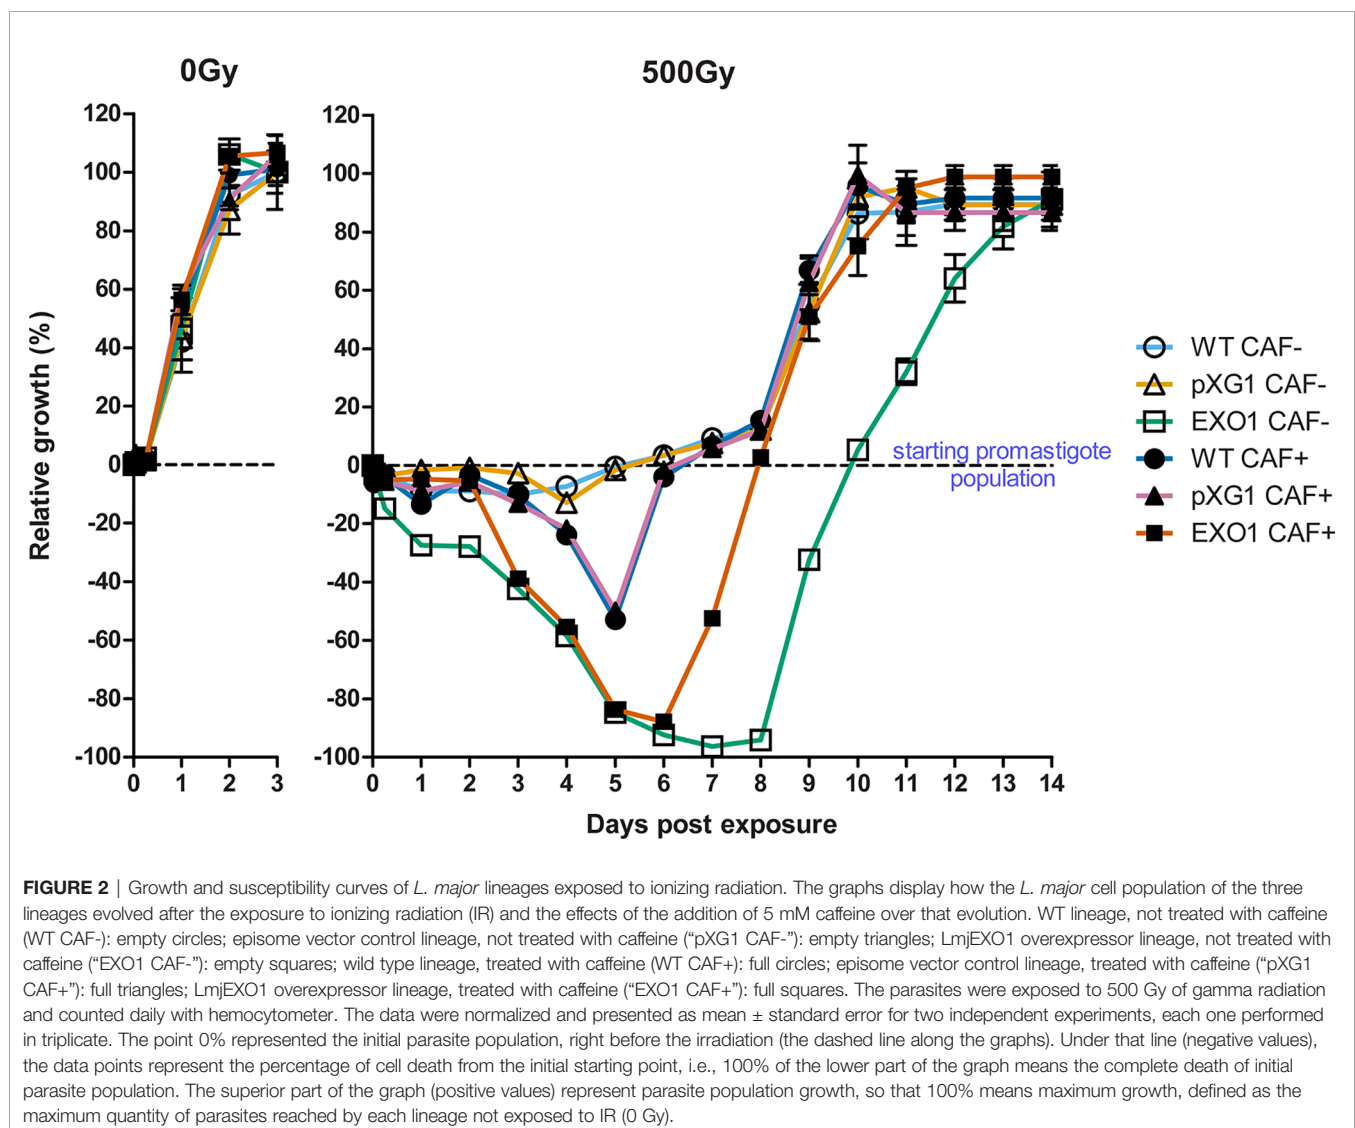 0Gy
500Gy
Relative growth (%)
120
100
80
60
40
20
0
-20
-40
-60
-80
-100
0 1 2 3
120
100
80
60
40
20
0
-20
-40
-60
-80
-100
0 1 2 3 4 5 6 7 8 9 10 11 12 13 14
starting promastigote
population
WT CAF-
pXG1 CAF-
EXO1 CAF-
WT CAF+
pXG1 CAF+
EXO1 CAF+
Days post exposure
FIGURE 2 | Growth and susceptibility curves of L. major lineages exposed to ionizing radiation. The graphs display how the L. major cell population of the three
lineages evolved after the exposure to ionizing radiation (IR) and the effects of the addition of 5 mM caffeine over that evolution. WT lineage, not treated with caffeine
(WT CAF-): empty circles; episome vector control lineage, not treated with caffeine (“pXG1 CAF-”): empty triangles; LmjEXO1 overexpressor lineage, not treated with
caffeine (“EXO1 CAF-”): empty squares; wild type lineage, treated with caffeine (WT CAF+): full circles; episome vector control lineage, treated with caffeine (“pXG1
CAF+”): full triangles; LmjEXO1 overexpressor lineage, treated with caffeine (“EXO1 CAF+”): full squares. The parasites were exposed to 500 Gy of gamma radiation
and counted daily with hemocytometer. The data were normalized and presented as mean ± standard error for two independent experiments, each one performed
in triplicate. The point 0% represented the initial parasite population, right before the irradiation (the dashed line along the graphs). Under that line (negative values),
the data points represent the percentage of cell death from the initial starting point, i.e., 100% of the lower part of the graph means the complete death of initial
parasite population. The superior part of the graph (positive values) represent parasite population growth, so that 100% means maximum growth, defined as the
maximum quantity of parasites reached by each lineage not exposed to IR (0 Gy).